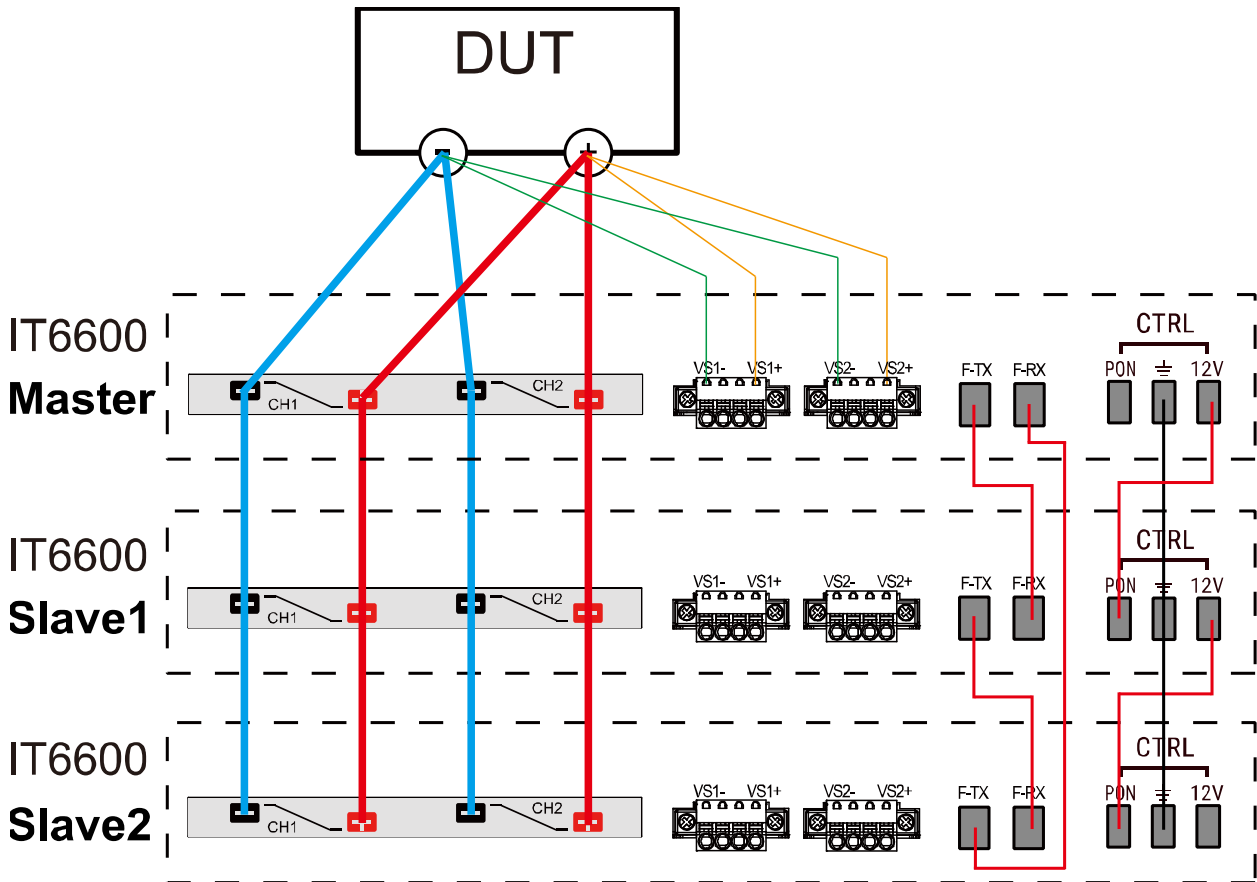 DUT
- +
IT6600
Master
CH1
CH2
VS1- VS1+
VS2- VS2+
F-TX F-RX
CTRL
PON ⏚ 12V
IT6600
Slave1
CH1
CH2
VS1- VS1+
VS2- VS2+
F-TX F-RX
CTRL
PON ⏚ 12V
IT6600
Slave2
CH1
CH2
VS1- VS1+
VS2- VS2+
F-TX F-RX
CTRL
PON ⏚ 12V